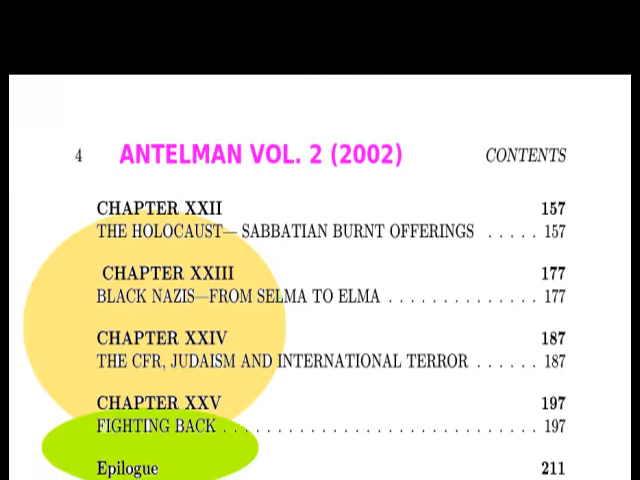 4 ANTELMAN VOL. 2 (2002) CONTENTS
CHAPTER XXII 157
THE HOLOCAUST— SABBATIAN BURNT OFFERINGS . . . . . 157
CHAPTER XXIII 177
BLACK NAZIS—FROM SELMA TO ELMA . . . . . . . . . . . . . . 177
CHAPTER XXIV 187
THE CFR, JUDAISM AND INTERNATIONAL TERROR . . . . . . 187
CHAPTER XXV 197
FIGHTING BACK . . . . . . . . . . . . . . . . . . . . . . . . . . . . . 197
Epilogue 211